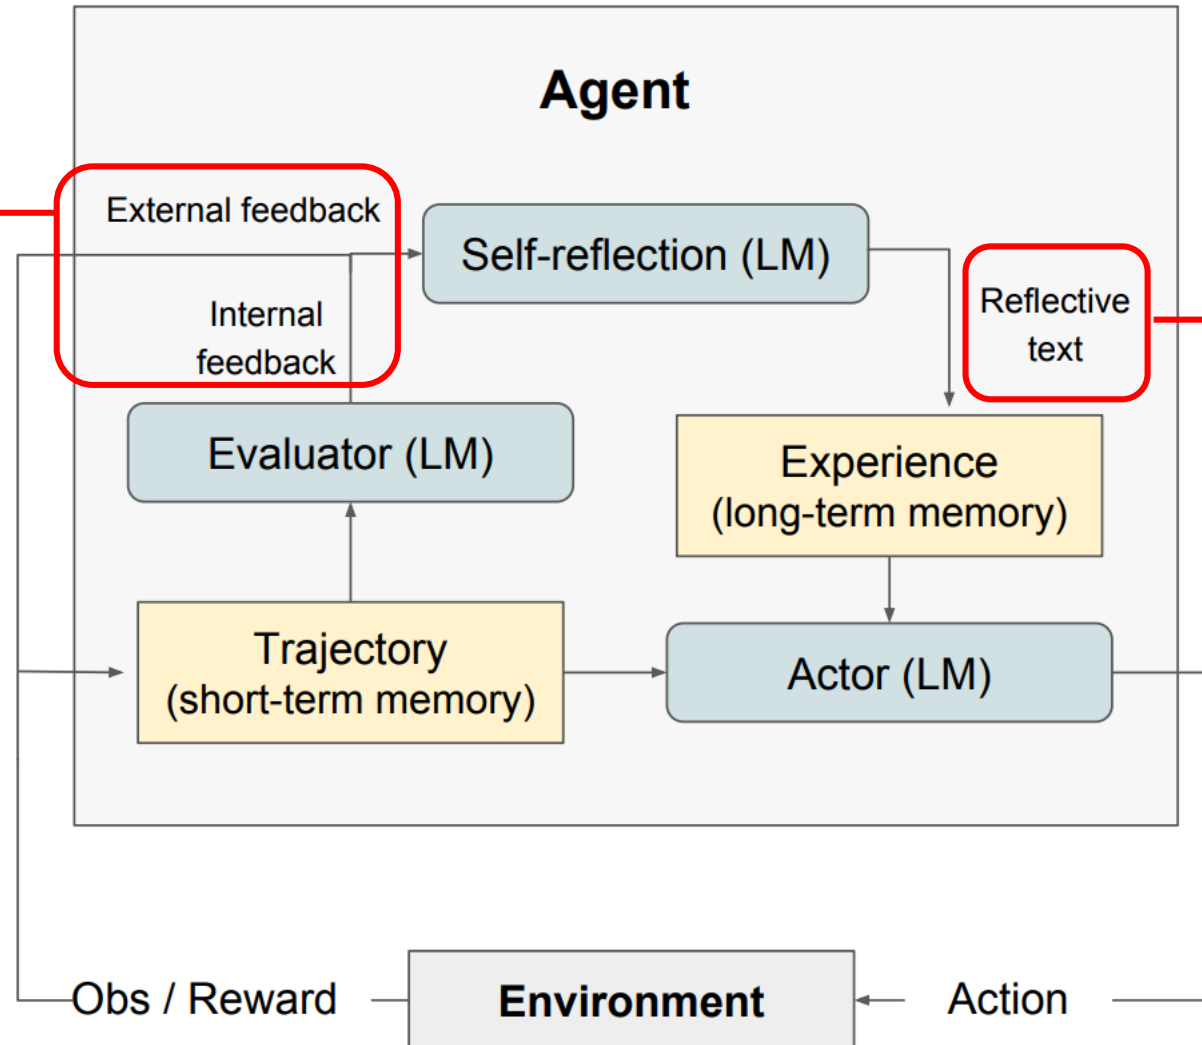 Agent
External feedback
Self-reflection (LM)
Internal
feedback
Reflective
text
Evaluator (LM)
Experience
(long-term memory)
Trajectory
(short-term memory)
Actor (LM)
Obs / Reward
Environment
Action